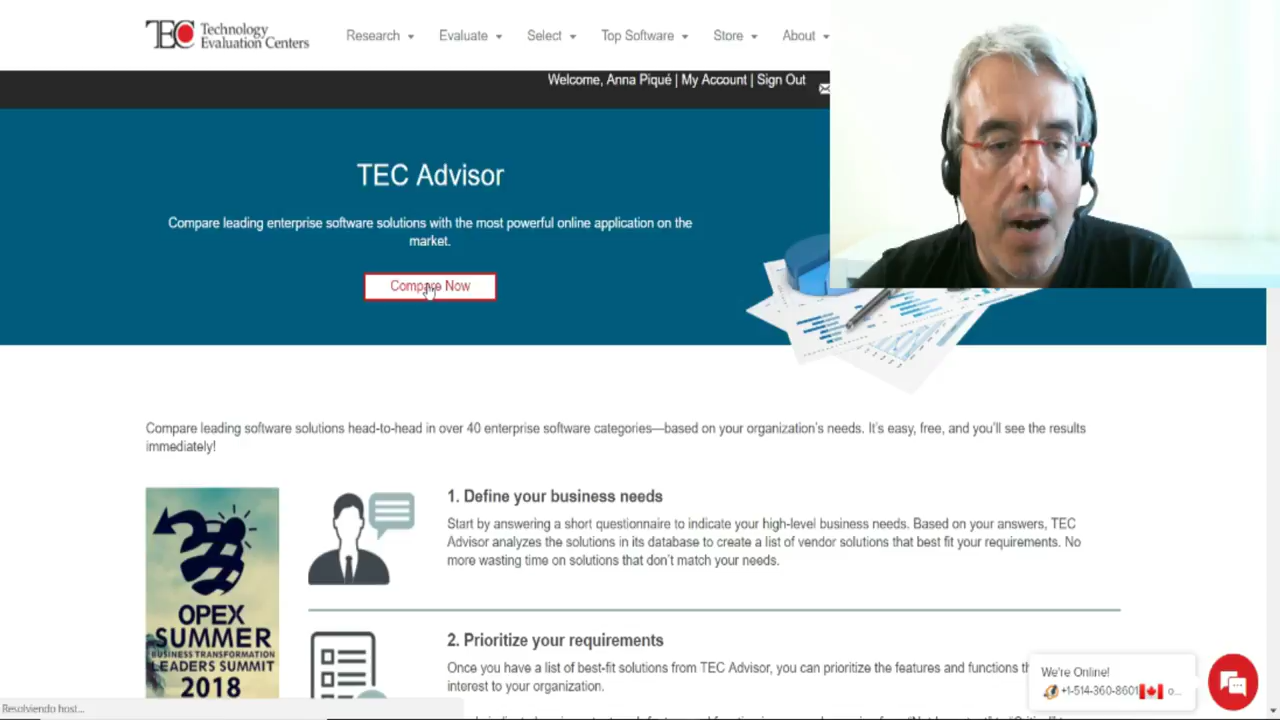 TEC Technology
Evaluation Centers
Research Evaluate Select Top Software Store About
Welcome, Anna Piqué | My Account | Sign Out
TEC Advisor
Compare leading enterprise software solutions with the most powerful online application on the
market.
Compare Now
Compare leading software solutions head-to-head in over 40 enterprise software categories—based on your organization's needs. It's easy, free, and you'll see the results
immediately!
1. Define your business needs
Start by answering a short questionnaire to indicate your high-level business needs. Based on your answers, TEC
Advisor analyzes the solutions in its database to create a list of vendor solutions that best fit your requirements. No
more wasting time on solutions that don't match your needs.
OPEX
SUMMER
BUSINESS TRANSFORMATION
LEADERS SUMMIT
2018
2. Prioritize your requirements
Once you have a list of best-fit solutions from TEC Advisor, you can prioritize the features and functions
interest to your organization.
We're Online!
+1-514-360-8601 o...
Resolviendo host...